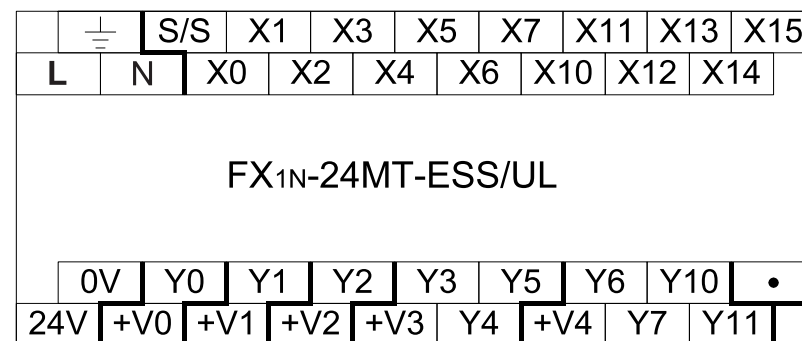 S/S X1 X3 X5 X7 X11 X13 X15
L N X0 X2 X4 X6 X10 X12 X14
FX1N-24MT-ESS/UL
0V Y0 Y1 Y2 Y3 Y5 Y6 Y10 •
24V +V0 +V1 +V2 +V3 Y4 +V4 Y7 Y11